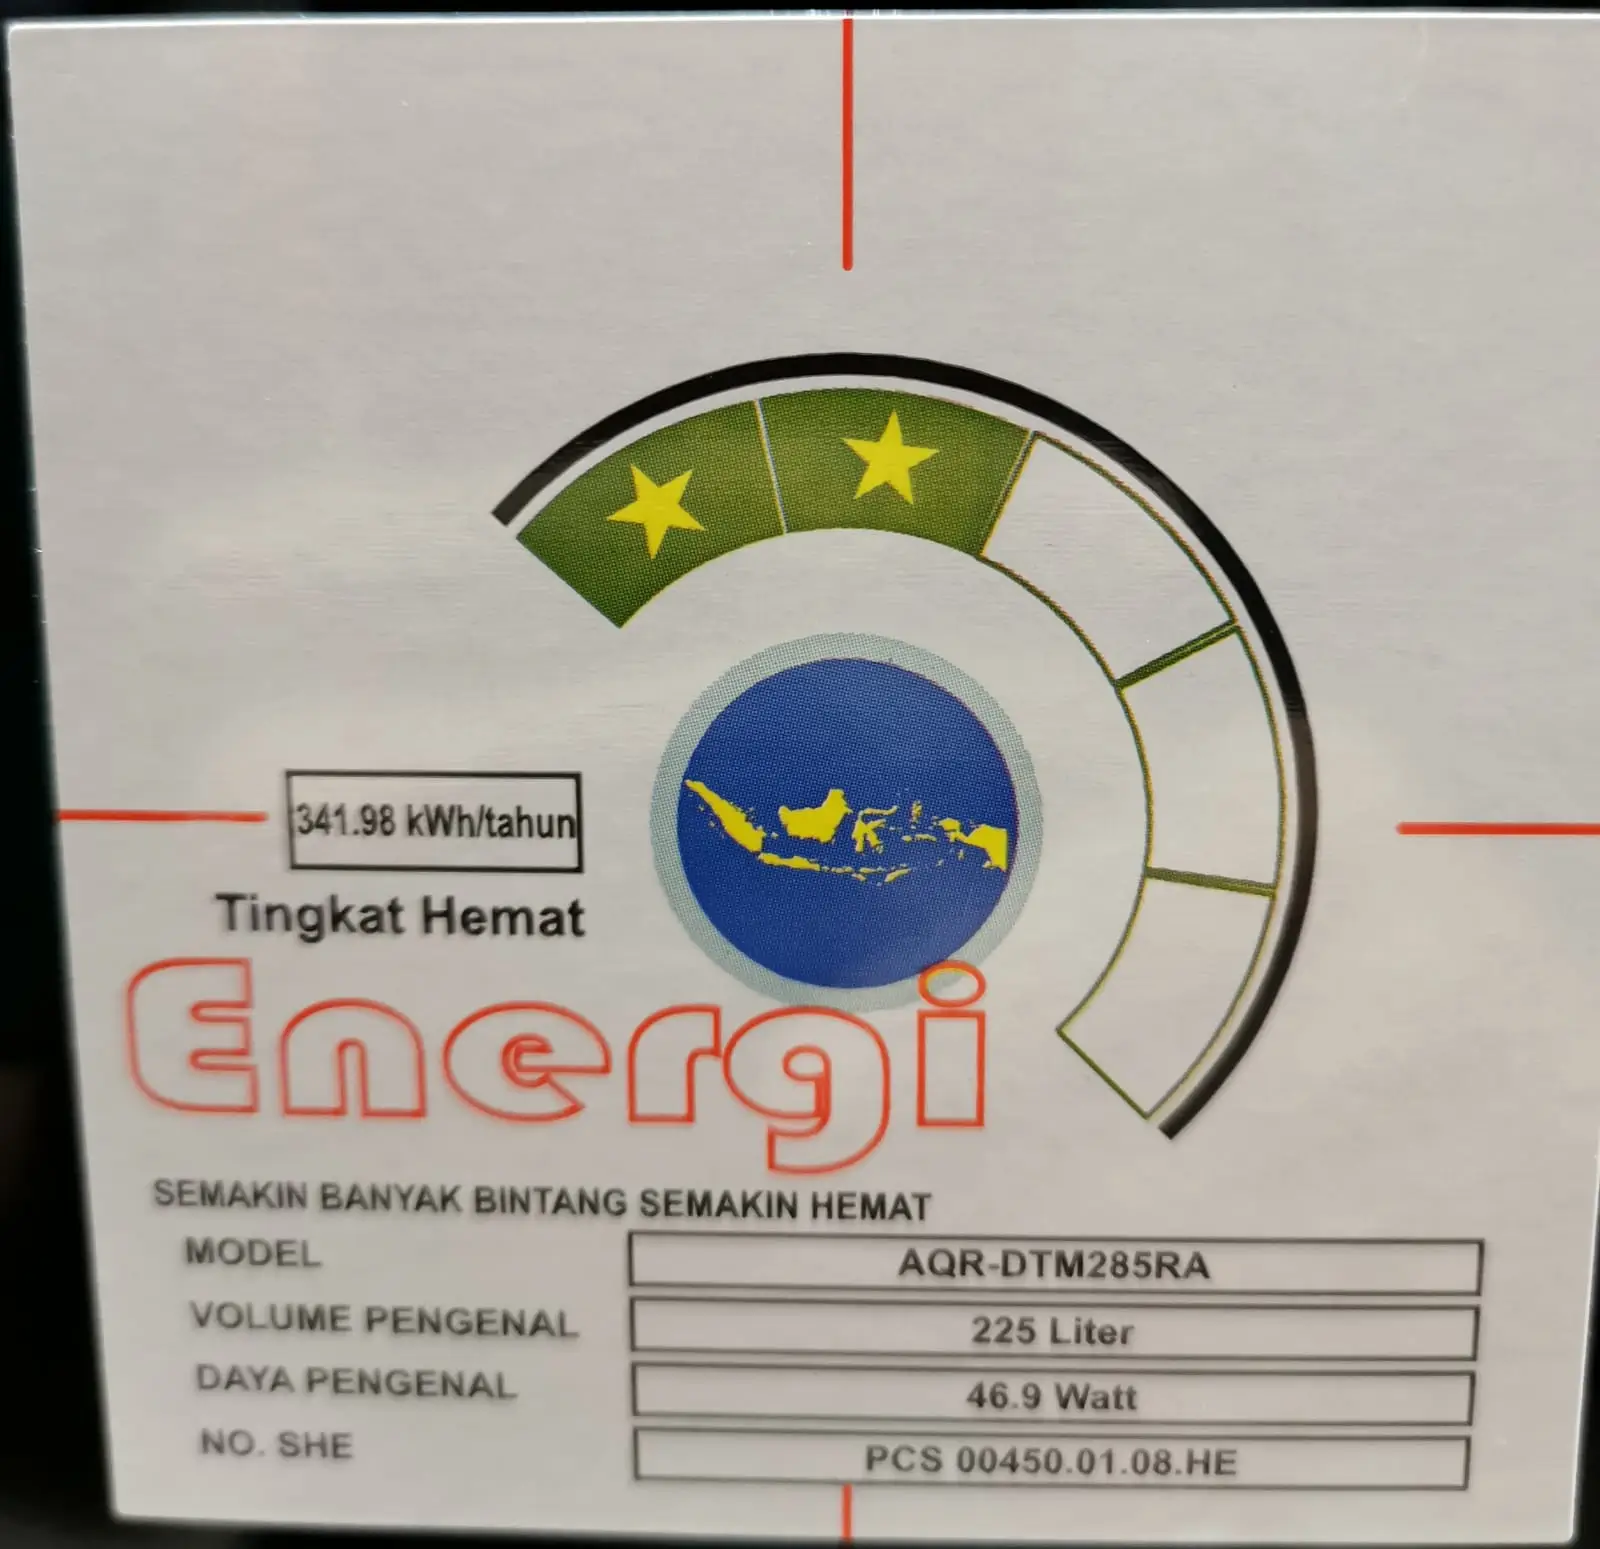 341.98 kWh/tahun
Tingkat Hemat
Energi
SEMAKIN BANYAK BINTANG SEMAKIN HEMAT
MODEL AQR-DTM285RA
VOLUME PENGENAL 225 Liter
DAYA PENGENAL 46.9 Watt
NO. SHE PCS 00450.01.08.HE